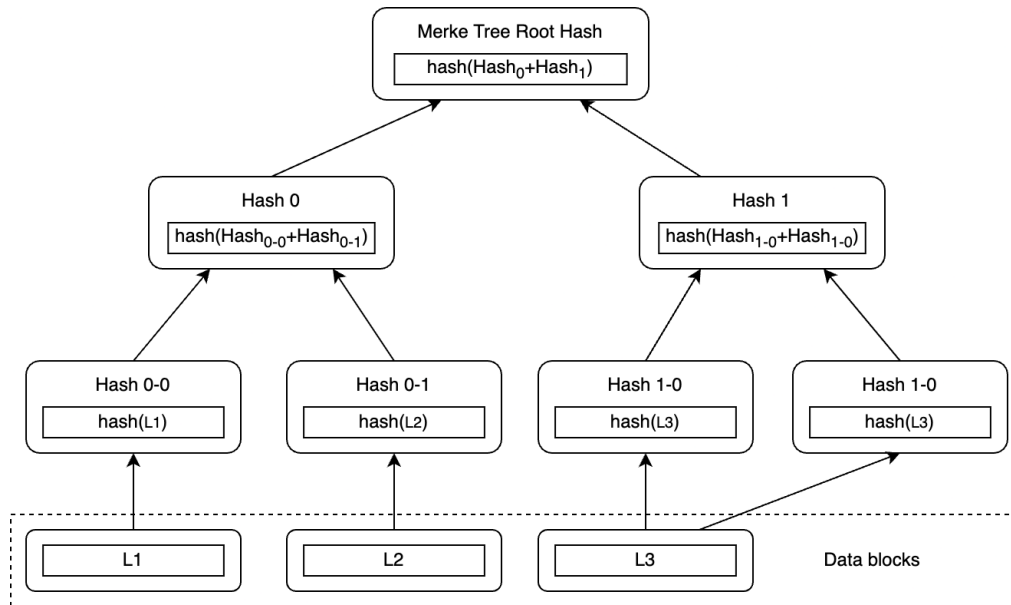 Merke Tree Root Hash
hash(Hash0+Hash1)
Hash 0
hash(Hash0-0+Hash0-1)
Hash 1
hash(Hash1-0+Hash1-0)
Hash 0-0
hash(L1)
Hash 0-1
hash(L2)
Hash 1-0
hash(L3)
Hash 1-0
hash(L3)
L1
L2
L3
Data blocks